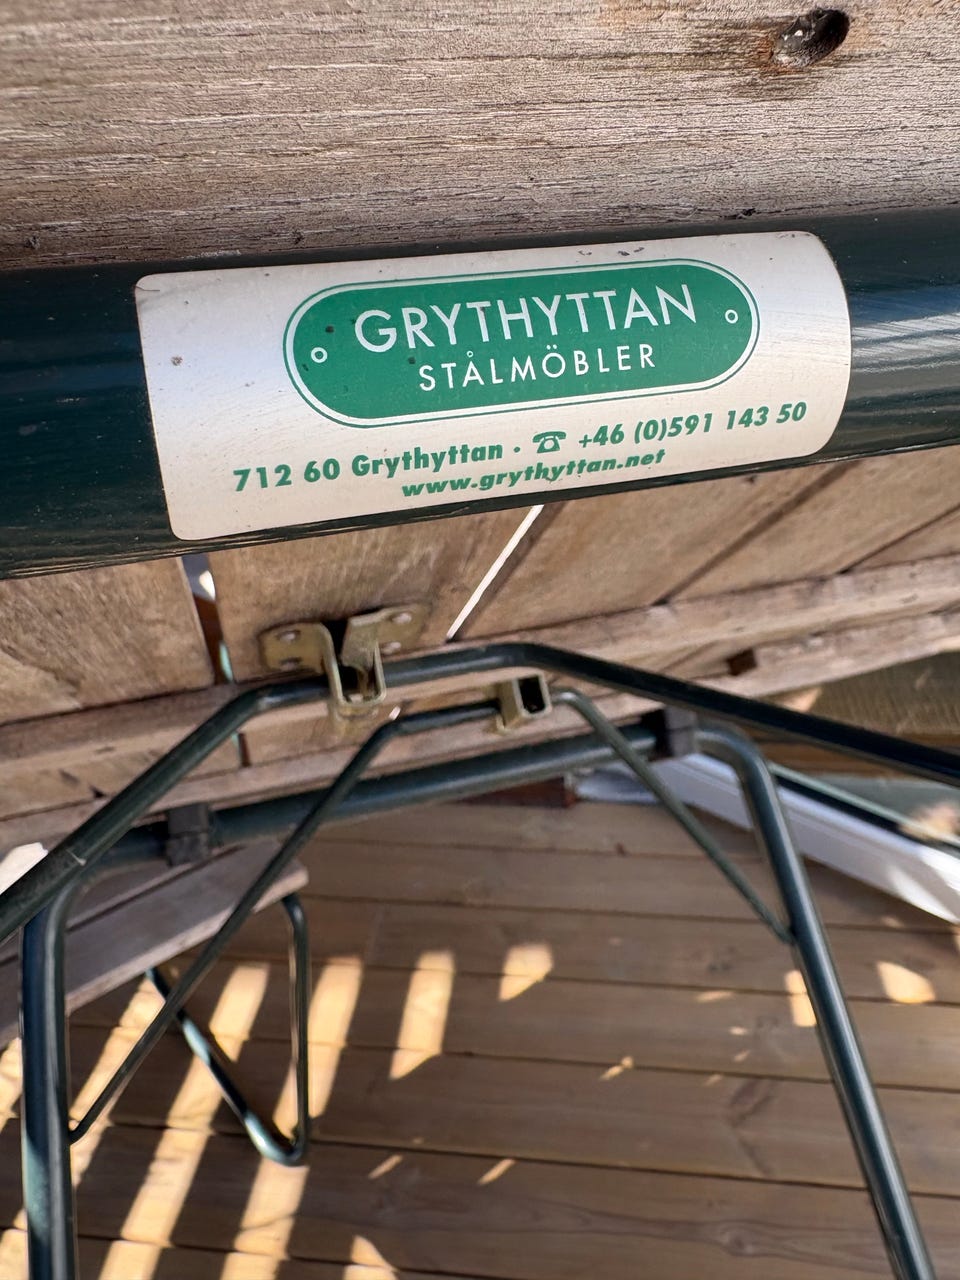 GRYTHYTTAN
STÅLMÖBLER
712 60 Grythyttan · ☎ +46 (0)591 143 50
www.grythyttan.net